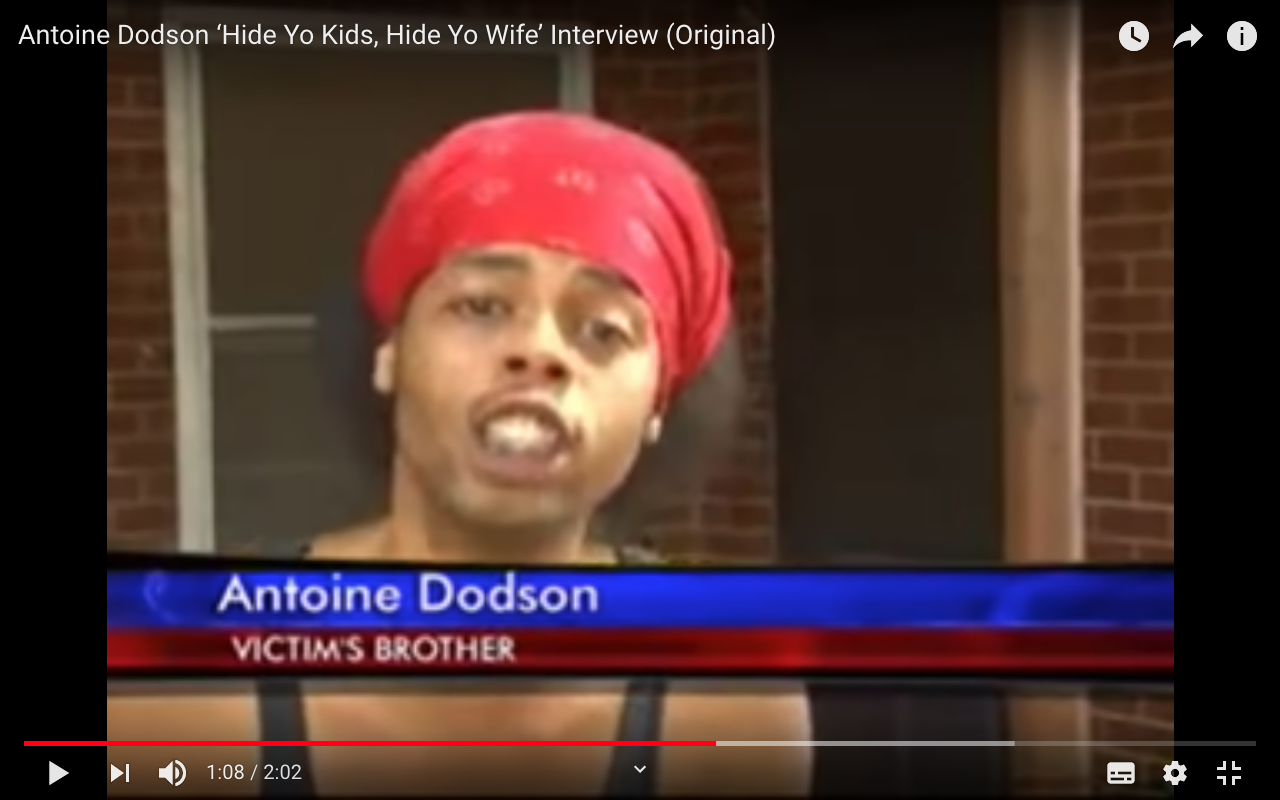 Antoine Dodson ‘Hide Yo Kids, Hide Yo Wife’ Interview (Original)
Antoine Dodson
VICTIM'S BROTHER
1:08 / 2:02